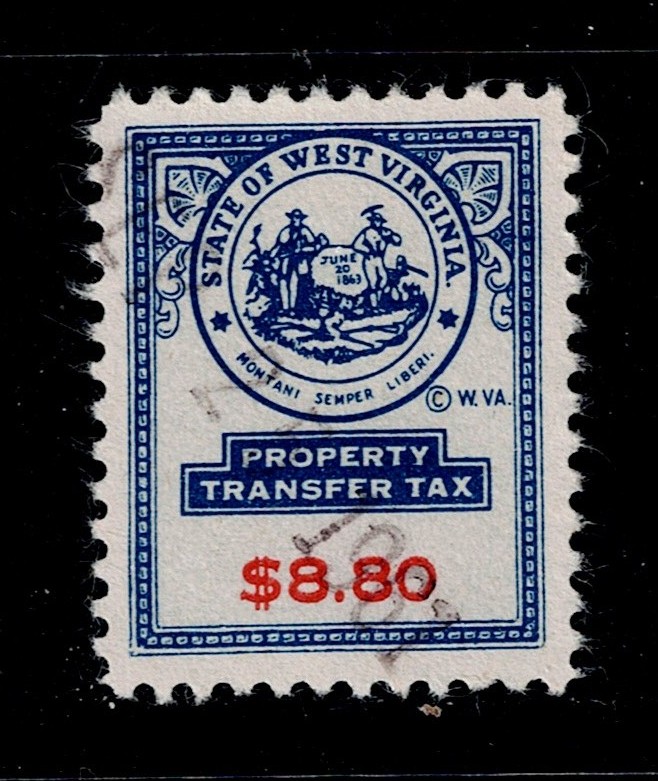 STATE OF WEST VIRGINIA.
JUNE
20
1863
MONTANI SEMPER LIBERI.
© W. VA.
PROPERTY
TRANSFER TAX
$8.80